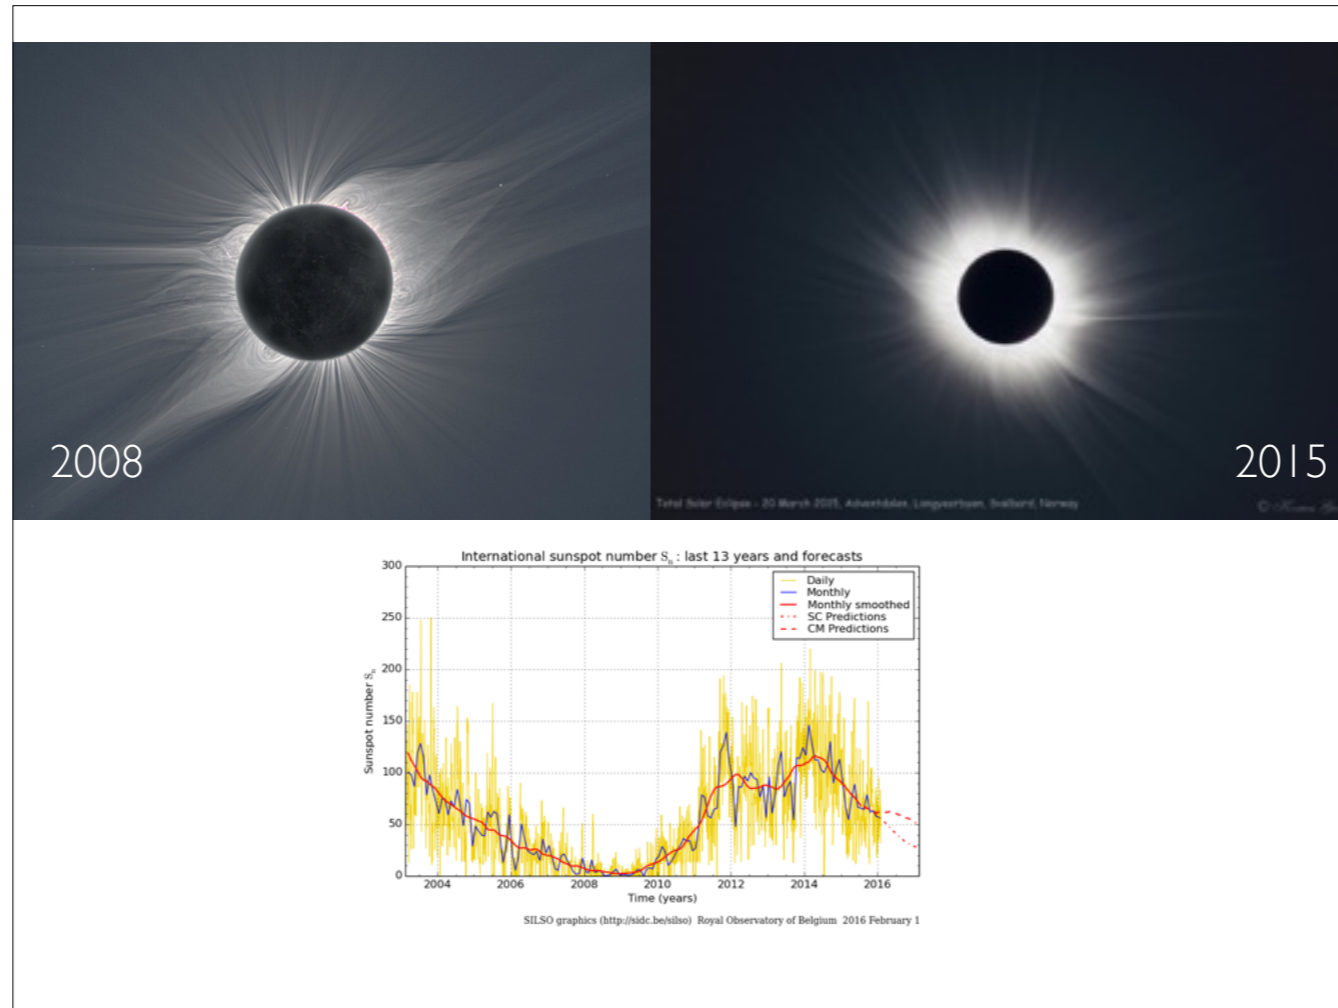 2008
2015
Total Solar Eclipse - 20 March 2015, Adventdalen, Longyearbyen, Svalbard, Norway
©
International sunspot number Sn : last 13 years and forecasts
300
250
200
150
100
50
0
Sunspot number Sn
Daily
Monthly
Monthly smoothed
SC Predictions
CM Predictions
2004 2006 2008 2010 2012 2014 2016
Time (years)
SILSO graphics (http://sidc.be/silso) Royal Observatory of Belgium 2016 February 1